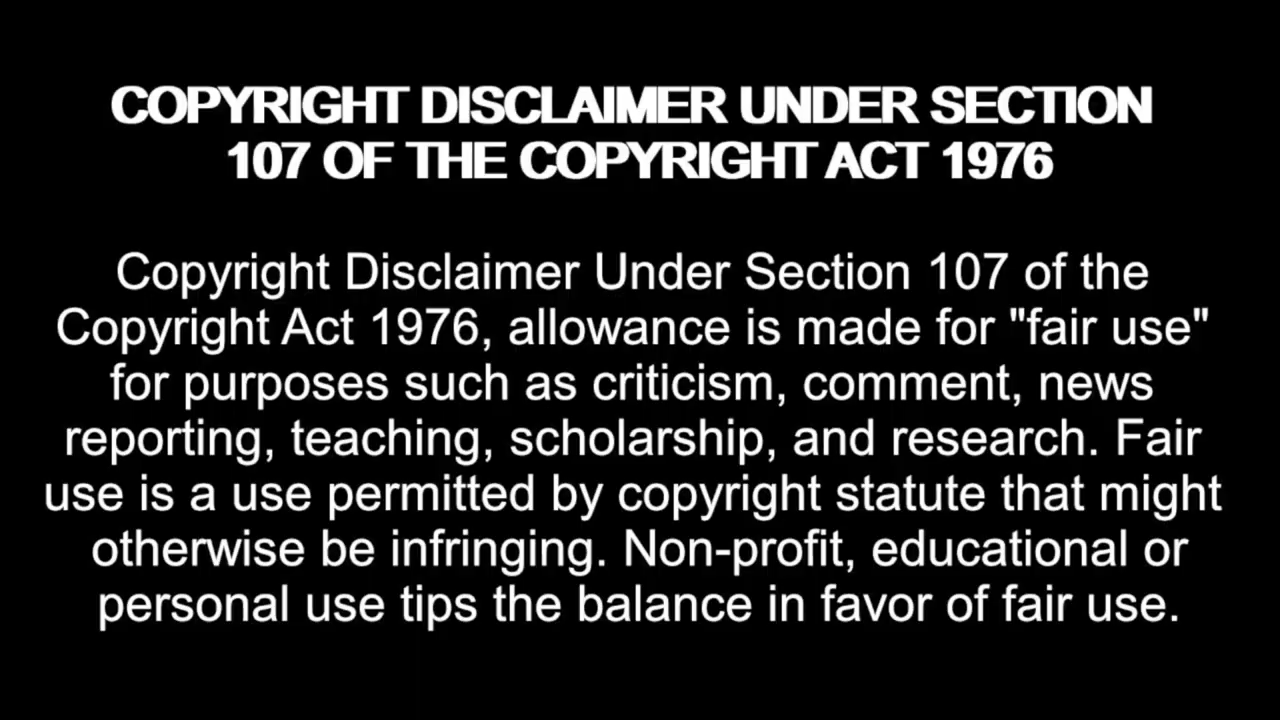 COPYRIGHT DISCLAIMER UNDER SECTION
107 OF THE COPYRIGHT ACT 1976
Copyright Disclaimer Under Section 107 of the
Copyright Act 1976, allowance is made for "fair use"
for purposes such as criticism, comment, news
reporting, teaching, scholarship, and research. Fair
use is a use permitted by copyright statute that might
otherwise be infringing. Non-profit, educational or
personal use tips the balance in favor of fair use.